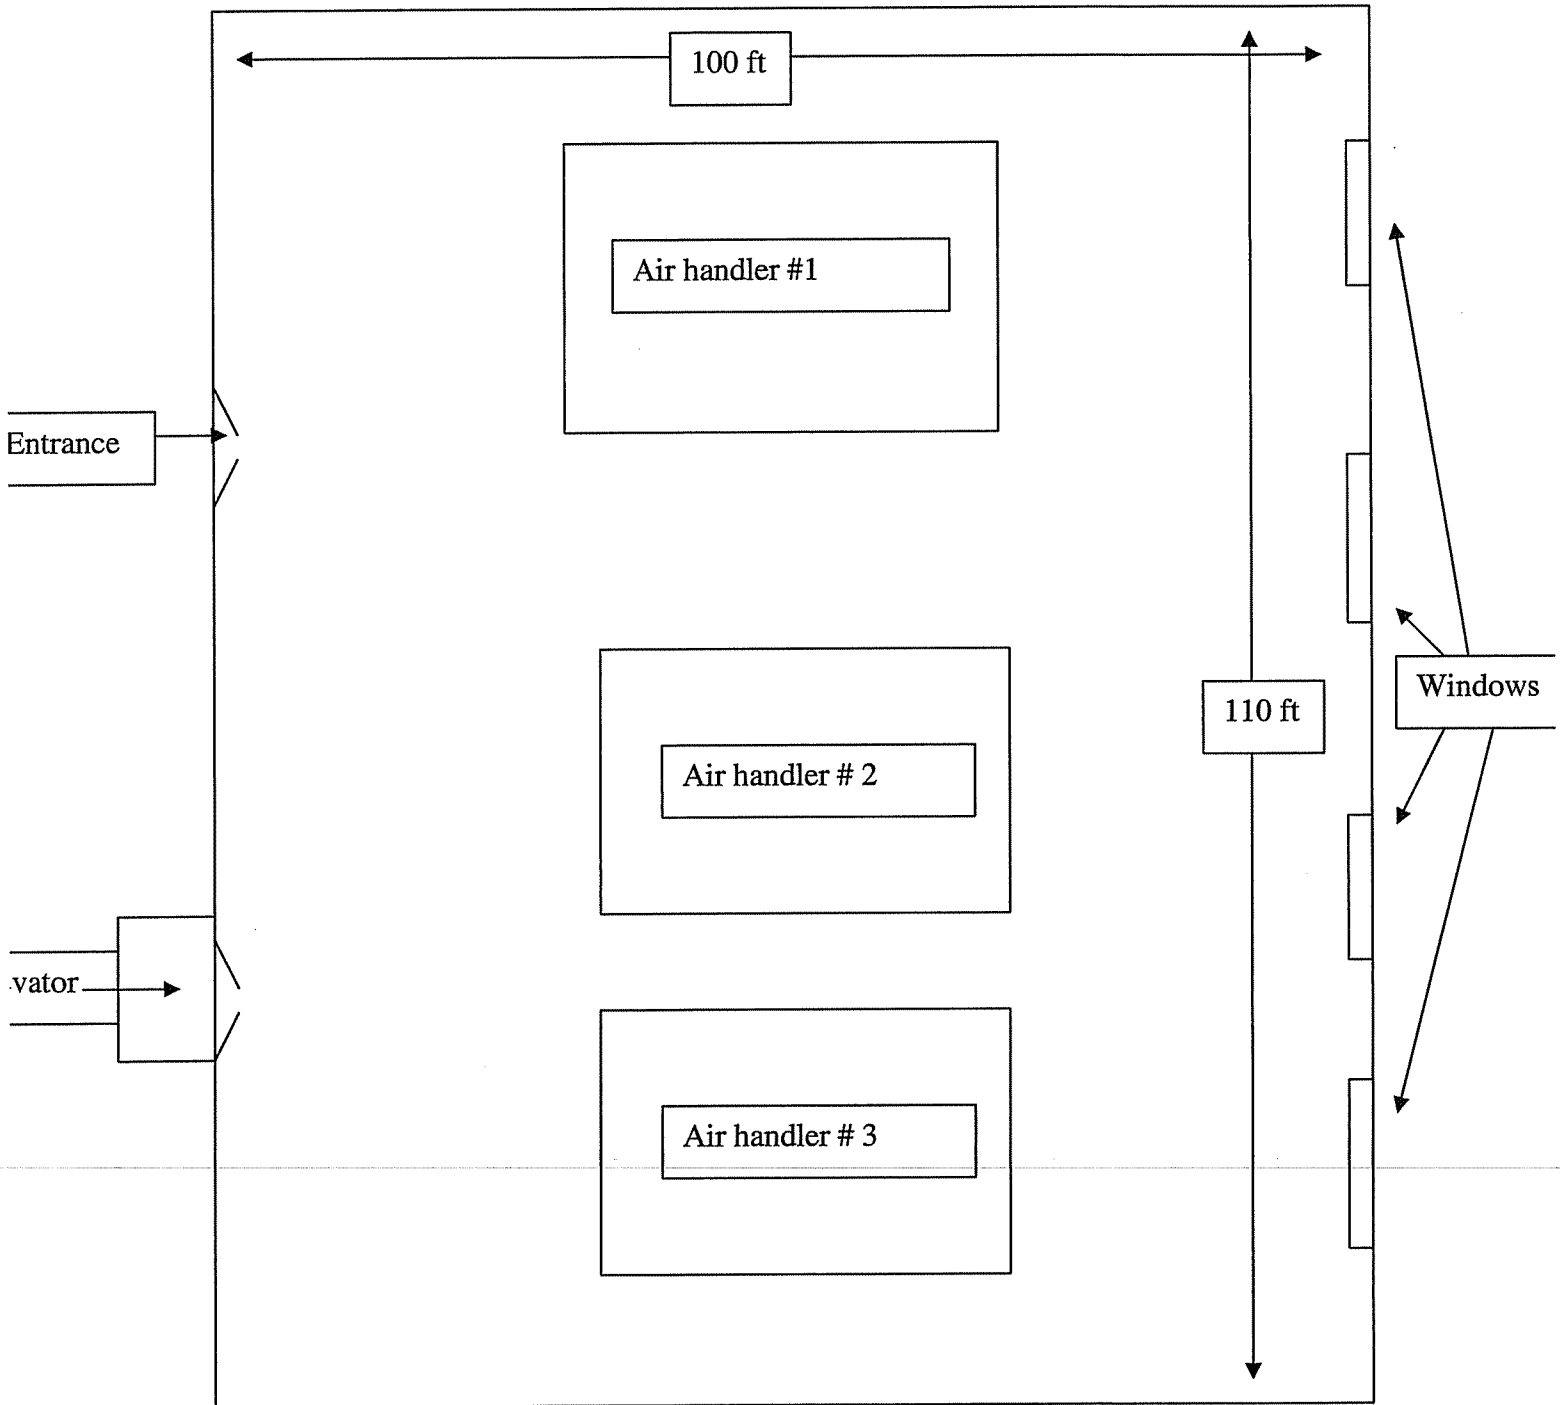 100 ft
Air handler #1
Entrance
Windows
110 ft
Air handler # 2
vator
Air handler # 3